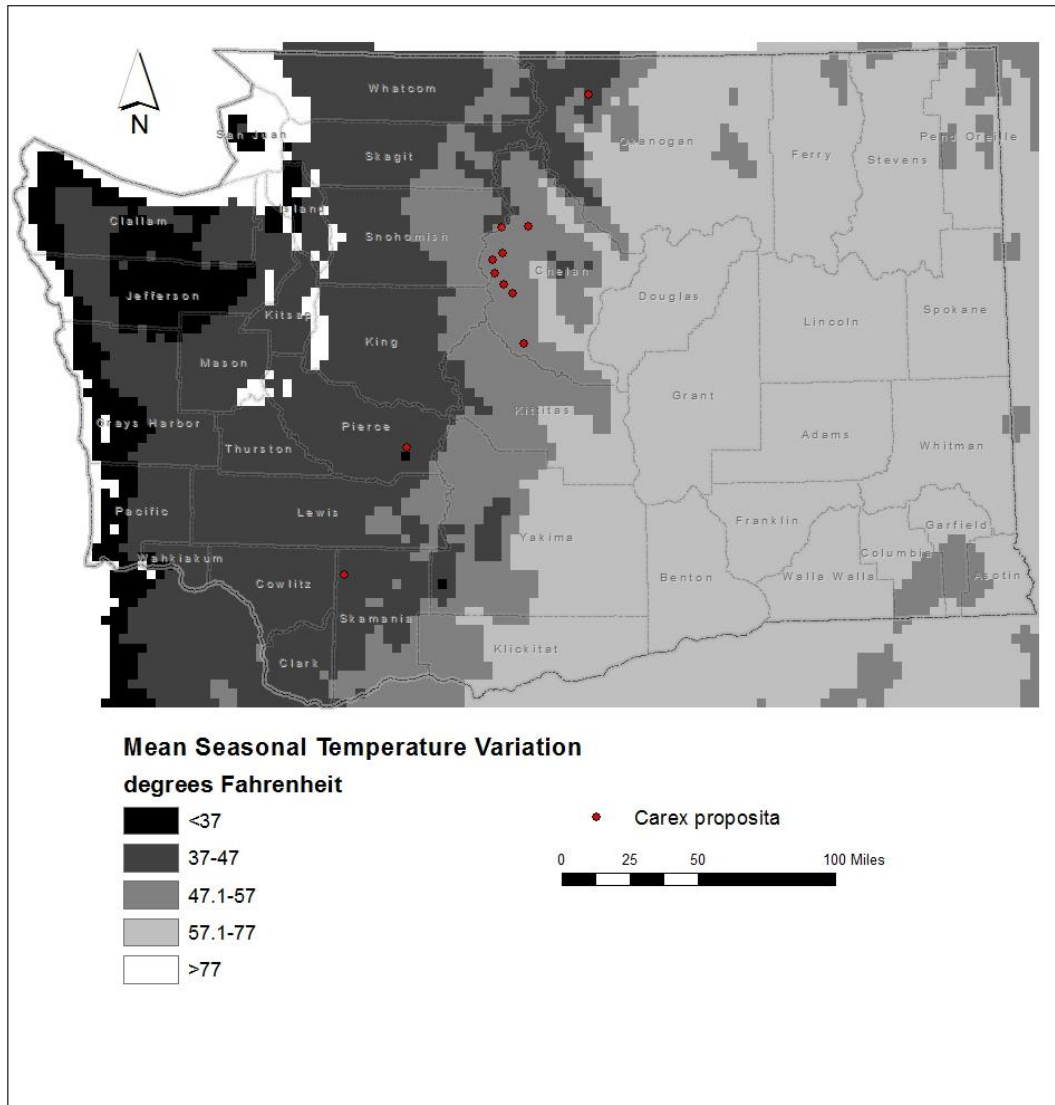 N
Whatcom
San Juan
Okanogan
Pend Oreille
Ferry
Stevens
Skagit
Island
Clallam
Snohomish
Chelan
Jefferson
Kitsap
Douglas
Lincoln
Spokane
King
Mason
Grant
Kittitas
Grays Harbor
Pierce
Adams
Thurston
Whitman
Pacific
Lewis
Franklin
Garfield
Yakima
Wahkiakum
Columbia
Cowlitz
Benton
Walla Walla
Asotin
Skamania
Klickitat
Clark
Mean Seasonal Temperature Variation
degrees Fahrenheit
<37
37-47
47.1-57
57.1-77
>77
Carex proposita
0 25 50 100 Miles